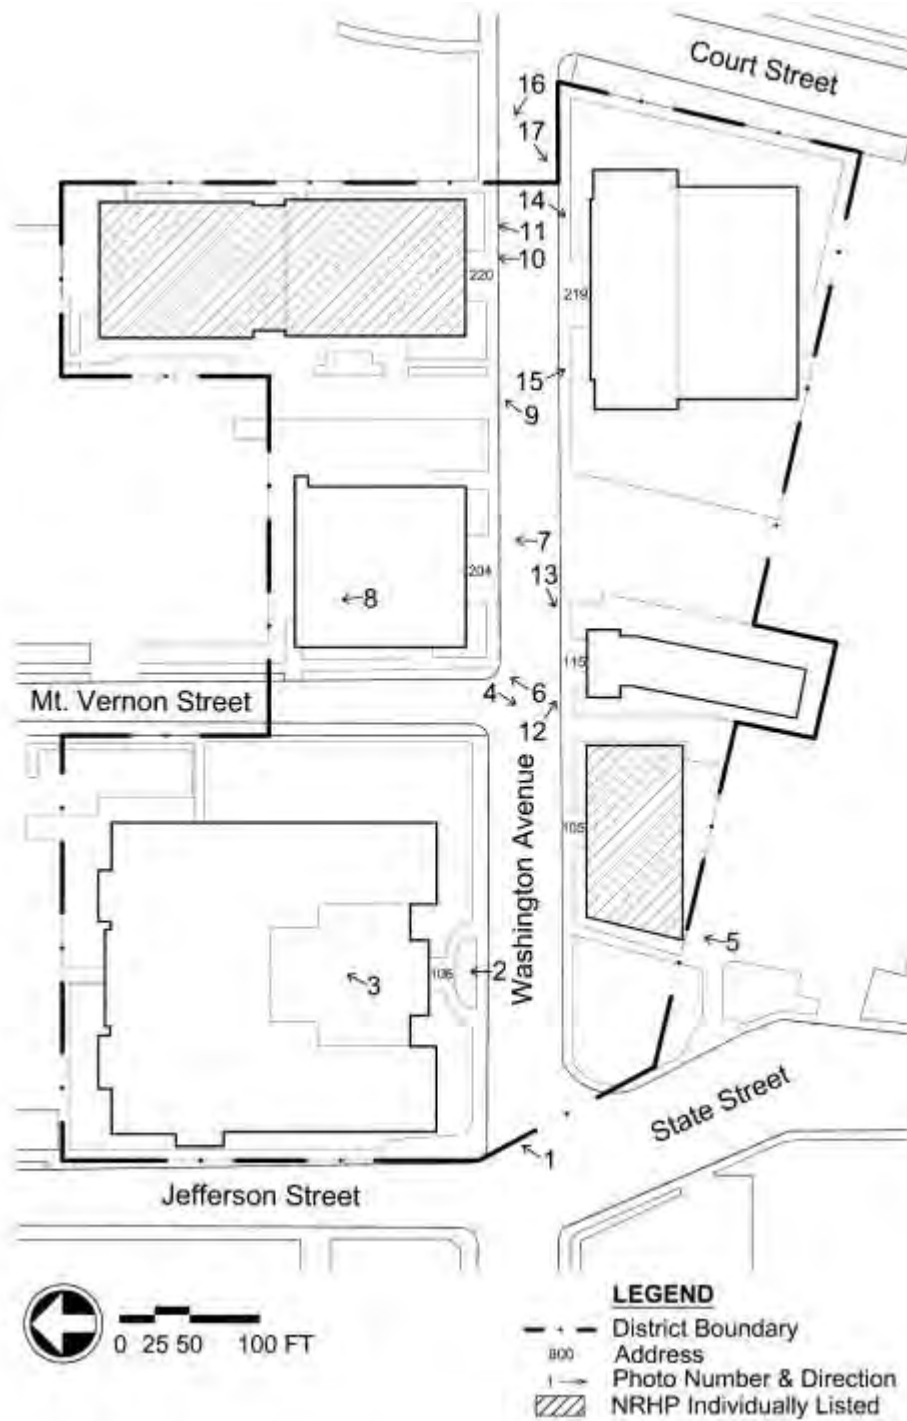 Court Street
16
17
14
11
10
220
219
15
9
7
204
13
8
115
Mt. Vernon Street
4
6
12
Washington Avenue
105
5
106
2
3
State Street
1
Jefferson Street
LEGEND
District Boundary
800 Address
1 → Photo Number & Direction
NRHP Individually Listed
0 25 50 100 FT